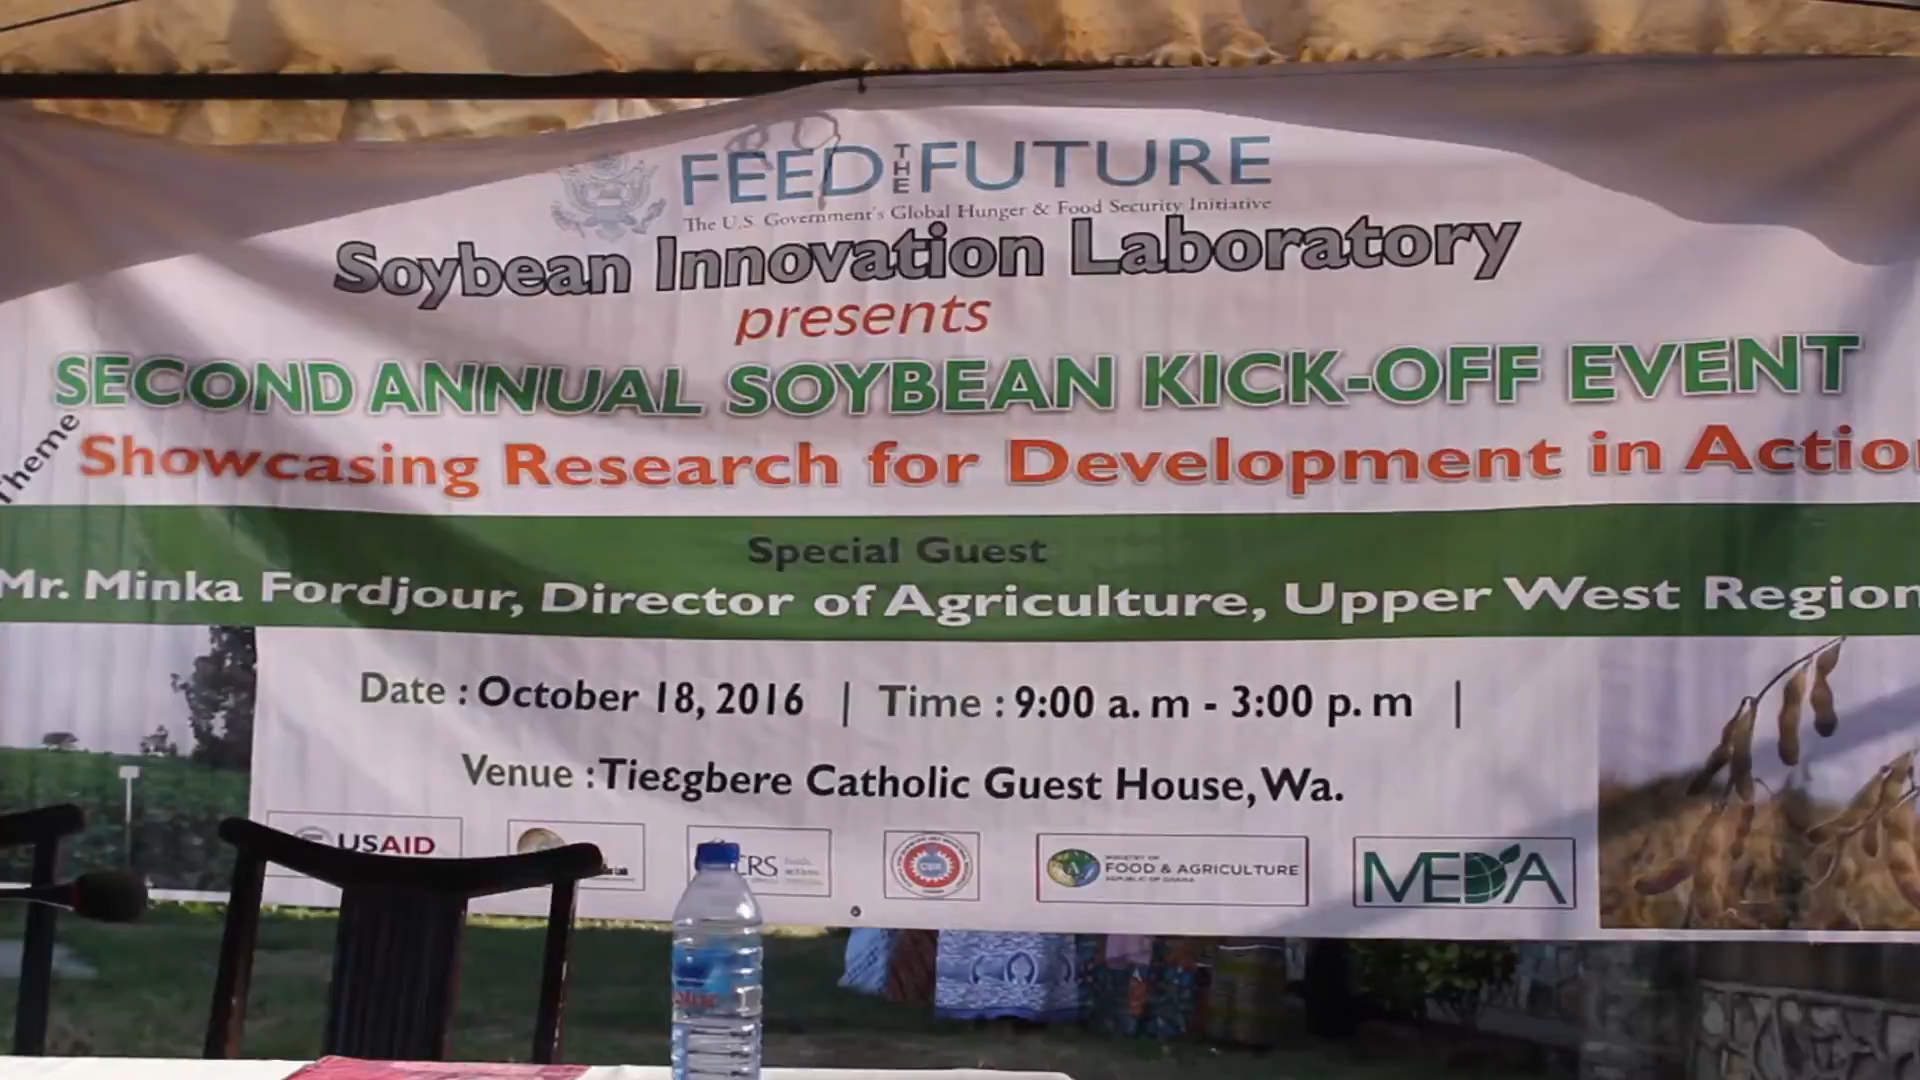 FEED THE FUTURE
The U.S. Government's Global Hunger & Food Security Initiative
Soybean Innovation Laboratory
presents
SECOND ANNUAL SOYBEAN KICK-OFF EVENT
Theme
Showcasing Research for Development in Actio
Special Guest
Mr. Minka Fordjour, Director of Agriculture, Upper West Region
Date : October 18, 2016 | Time : 9:00 a. m - 3:00 p. m |
Venue : Tieɛgbere Catholic Guest House, Wa.
USAID
CRS
MINISTRY OF
FOOD & AGRICULTURE
REPUBLIC OF GHANA
MEDA